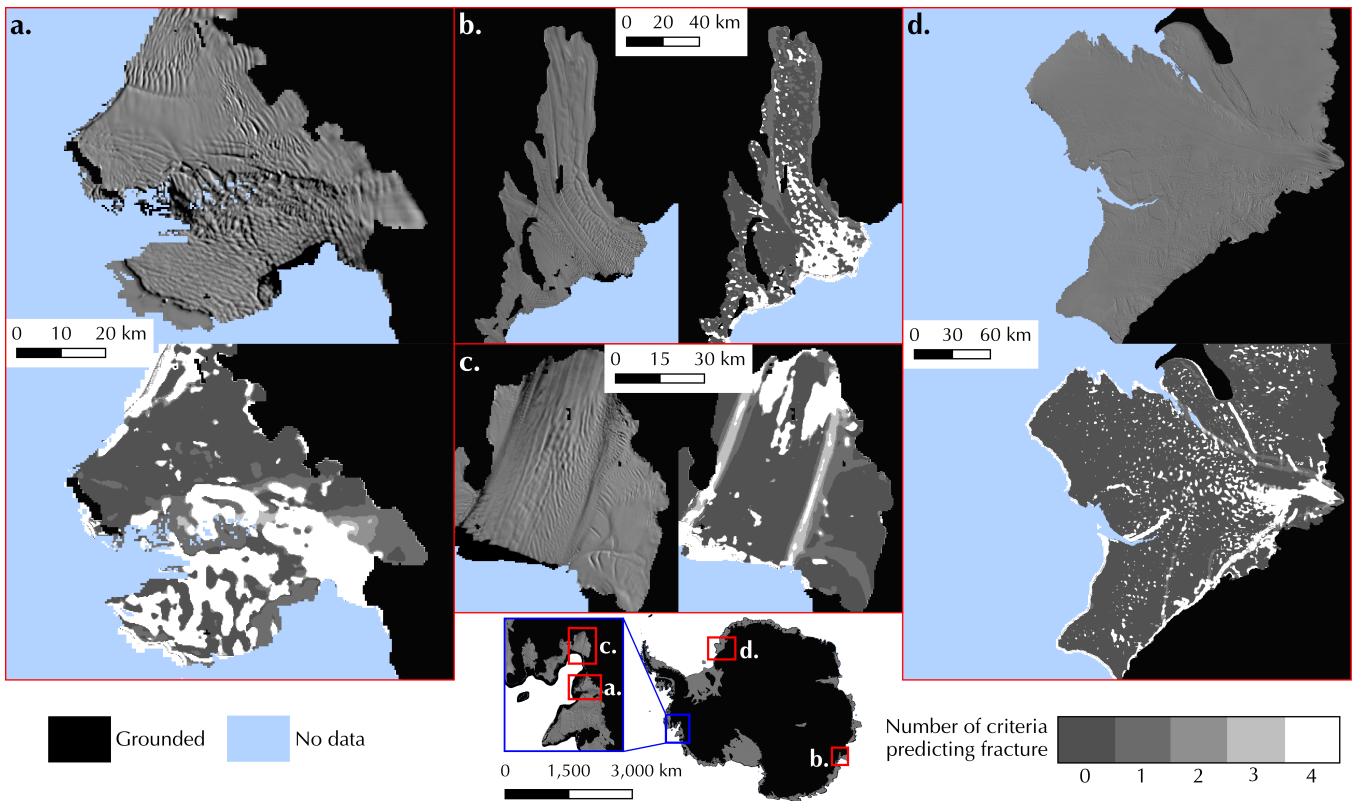 a.
b.
0 20 40 km
d.
0 10 20 km
c.
0 15 30 km
0 30 60 km
c.
a.
d.
b.
Grounded
No data
0 1,500 3,000 km
Number of criteria
predicting fracture
0 1 2 3 4